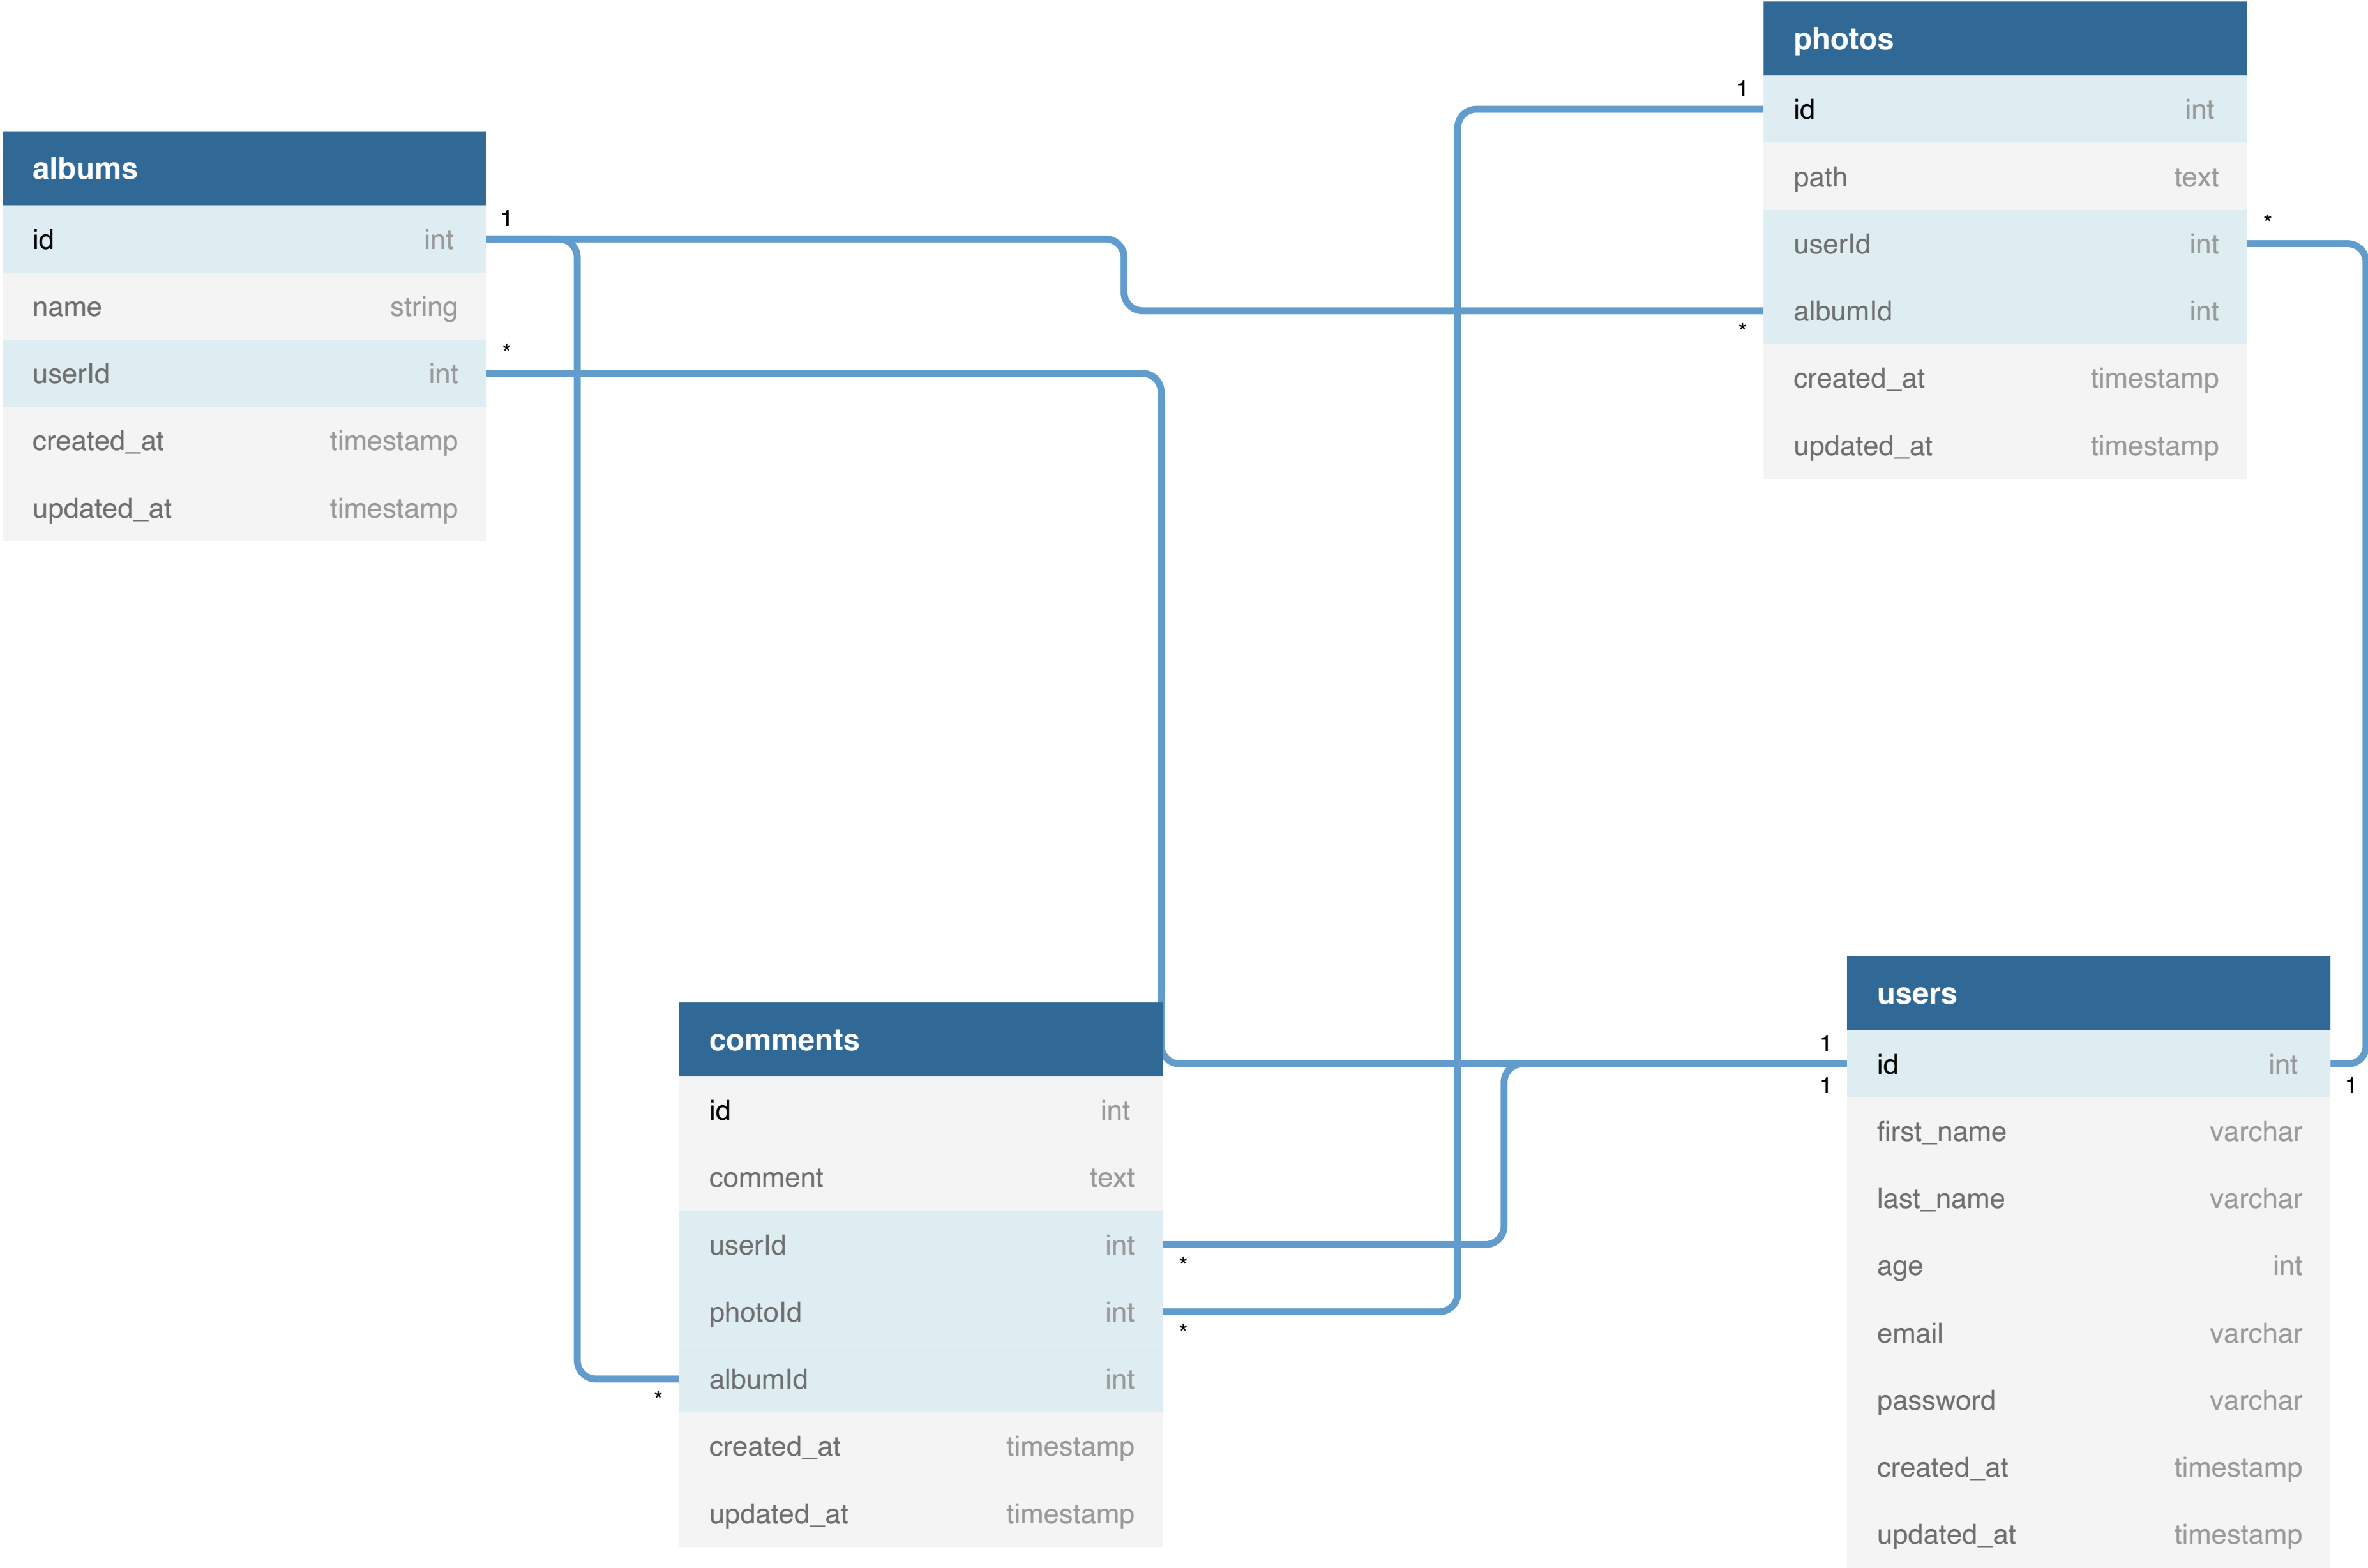 photos
1
id int
path text
*
userId int
albumId int
*
created_at timestamp
updated_at timestamp
albums
1
id int
name string
*
userId int
created_at timestamp
updated_at timestamp
comments
id int
comment text
userId int
*
photoId int
*
albumId int
*
created_at timestamp
updated_at timestamp
users
1
id int
1
1
first_name varchar
last_name varchar
age int
email varchar
password varchar
created_at timestamp
updated_at timestamp